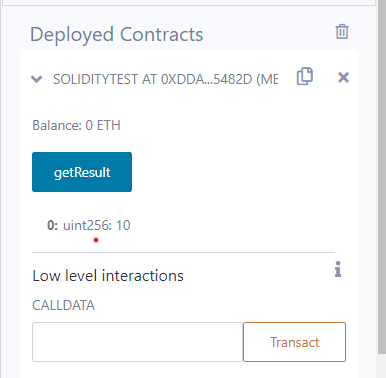 Deployed Contracts
SOLIDITYTEST AT 0XDDA...5482D (ME
Balance: 0 ETH
getResult
0: uint256: 10
Low level interactions
CALLDATA
Transact